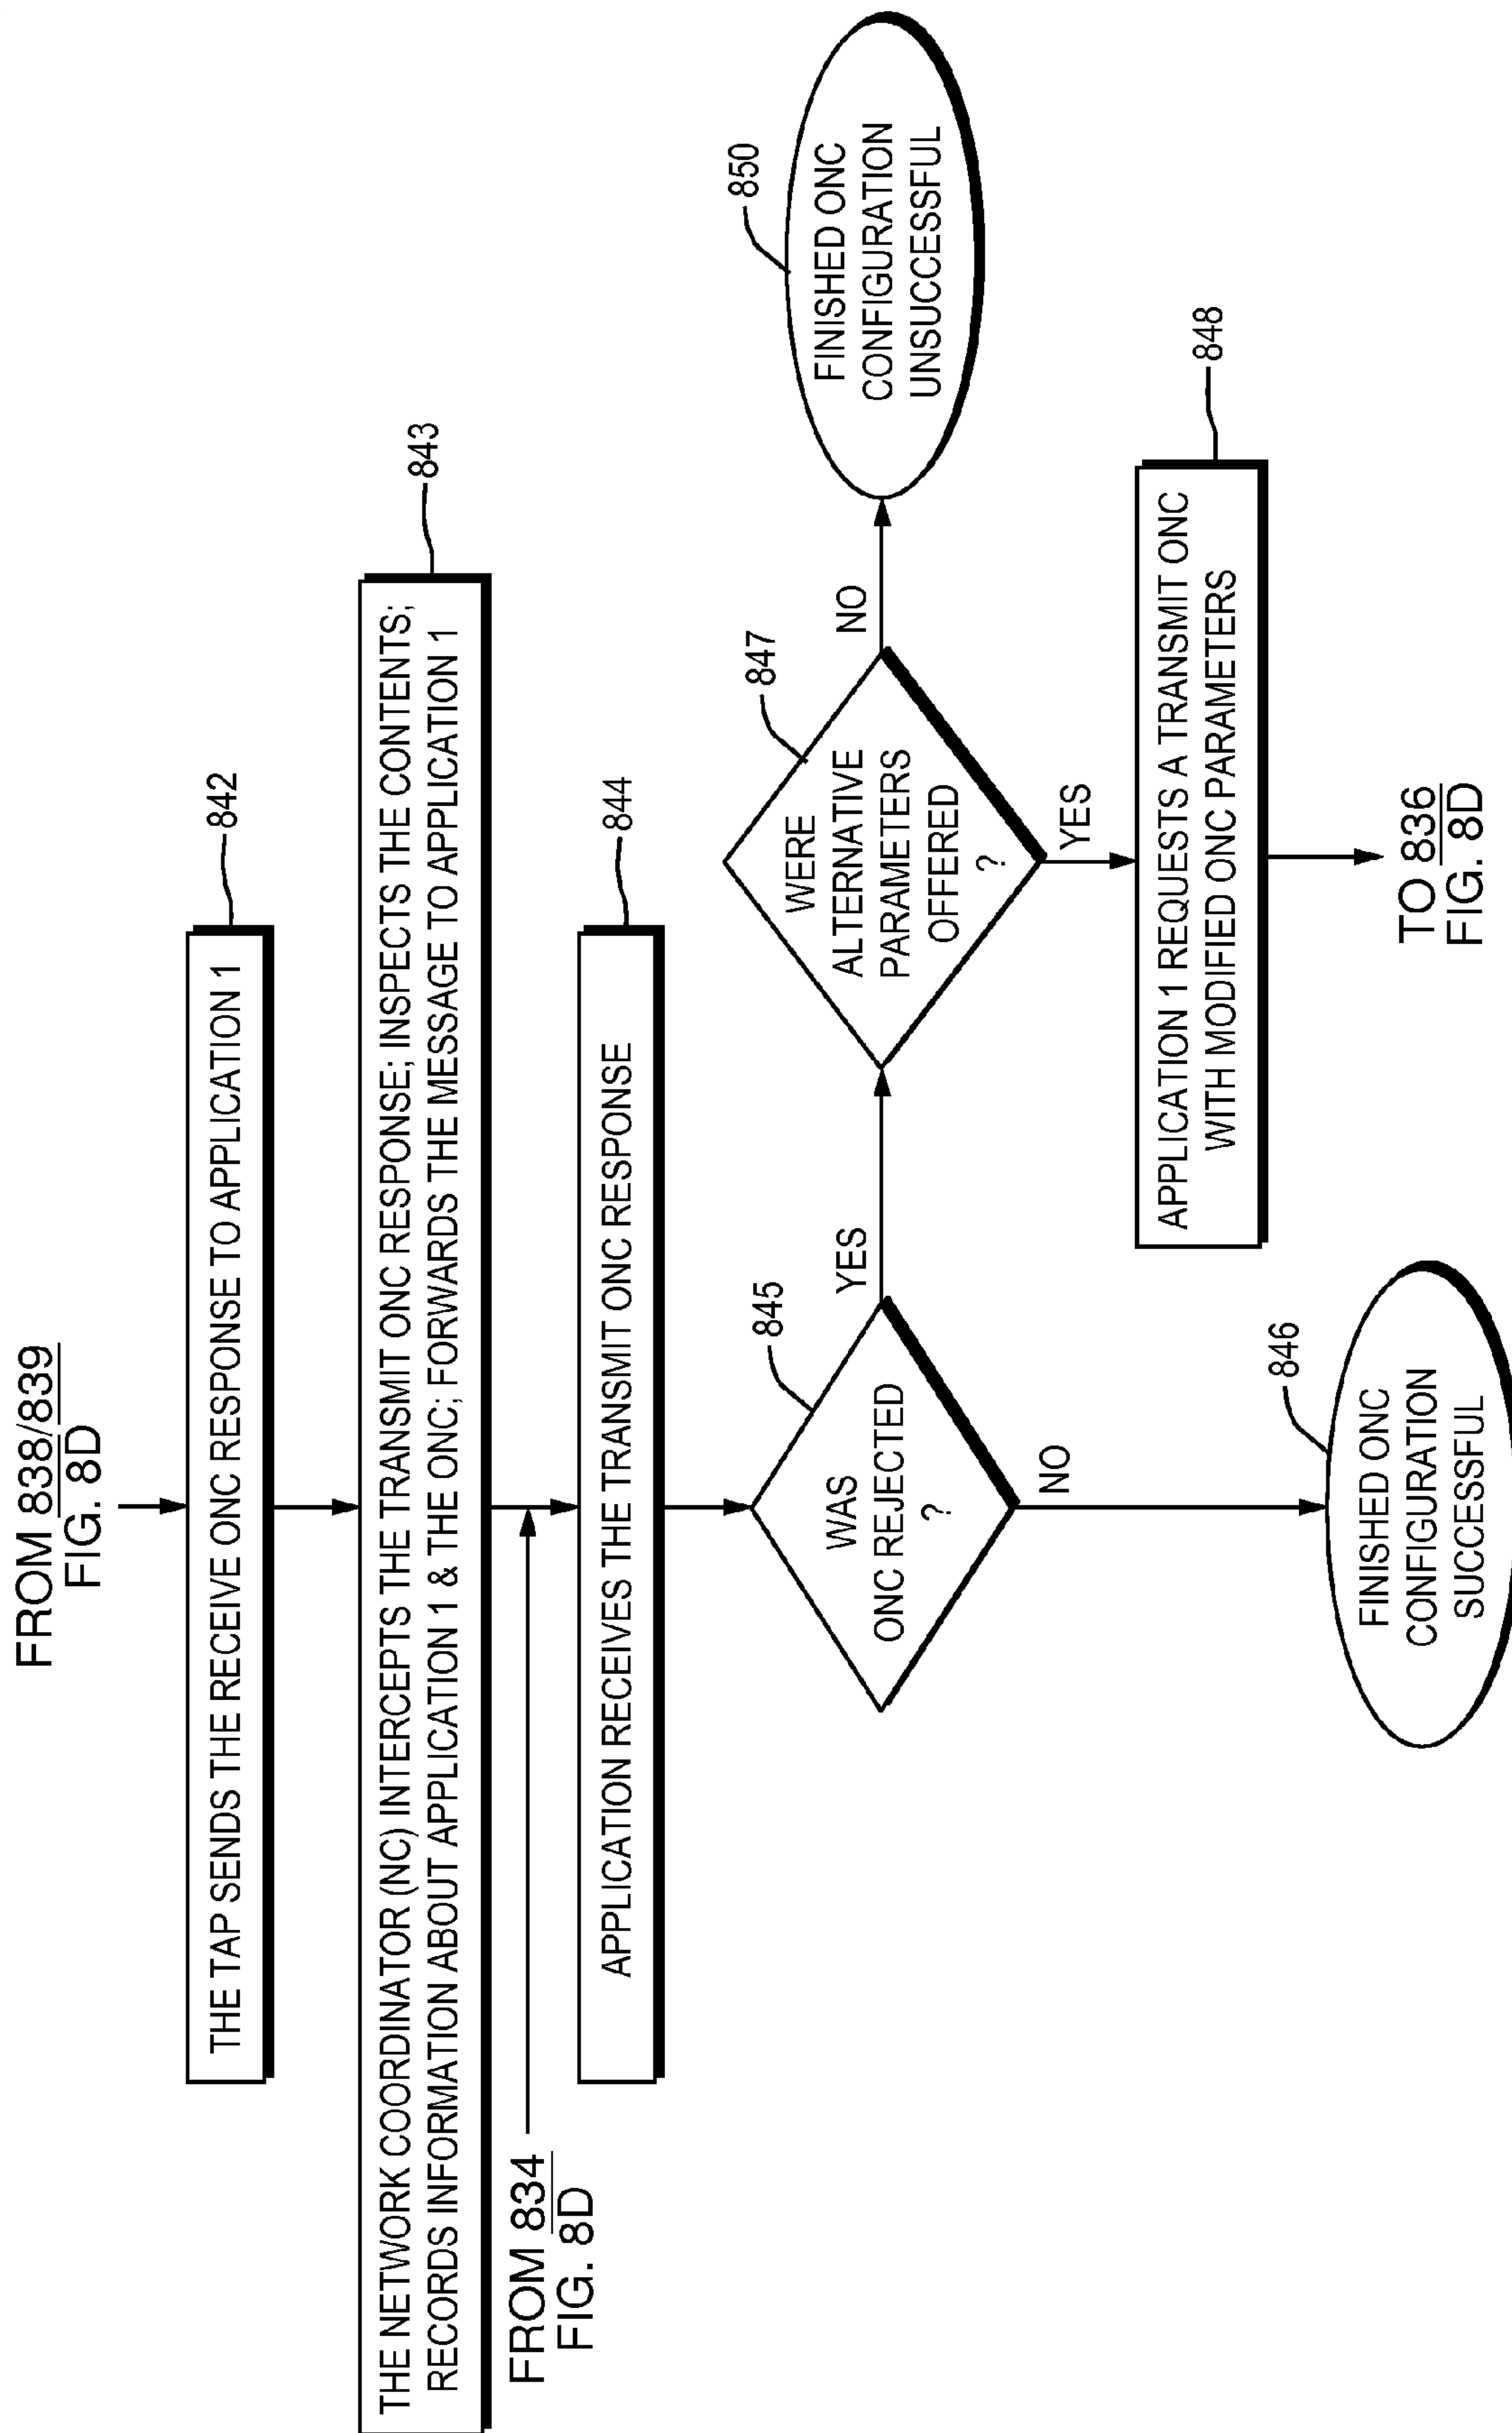 FROM 838/839
FIG. 8D
842
THE TAP SENDS THE RECEIVE ONC RESPONSE TO APPLICATION 1
843
THE NETWORK COORDINATOR (NC) INTERCEPTS THE TRANSMIT ONC RESPONSE; INSPECTS THE CONTENTS;
RECORDS INFORMATION ABOUT APPLICATION 1 & THE ONC; FORWARDS THE MESSAGE TO APPLICATION 1
FROM 834
FIG. 8D
844
APPLICATION RECEIVES THE TRANSMIT ONC RESPONSE
845
WAS
ONC REJECTED
?
YES
NO
847
WERE
ALTERNATIVE
PARAMETERS
OFFERED
?
NO
YES
850
FINISHED ONC
CONFIGURATION
UNSUCCESSFUL
846
FINISHED ONC
CONFIGURATION
SUCCESSFUL
848
APPLICATION 1 REQUESTS A TRANSMIT ONC
WITH MODIFIED ONC PARAMETERS
TO 836
FIG. 8D